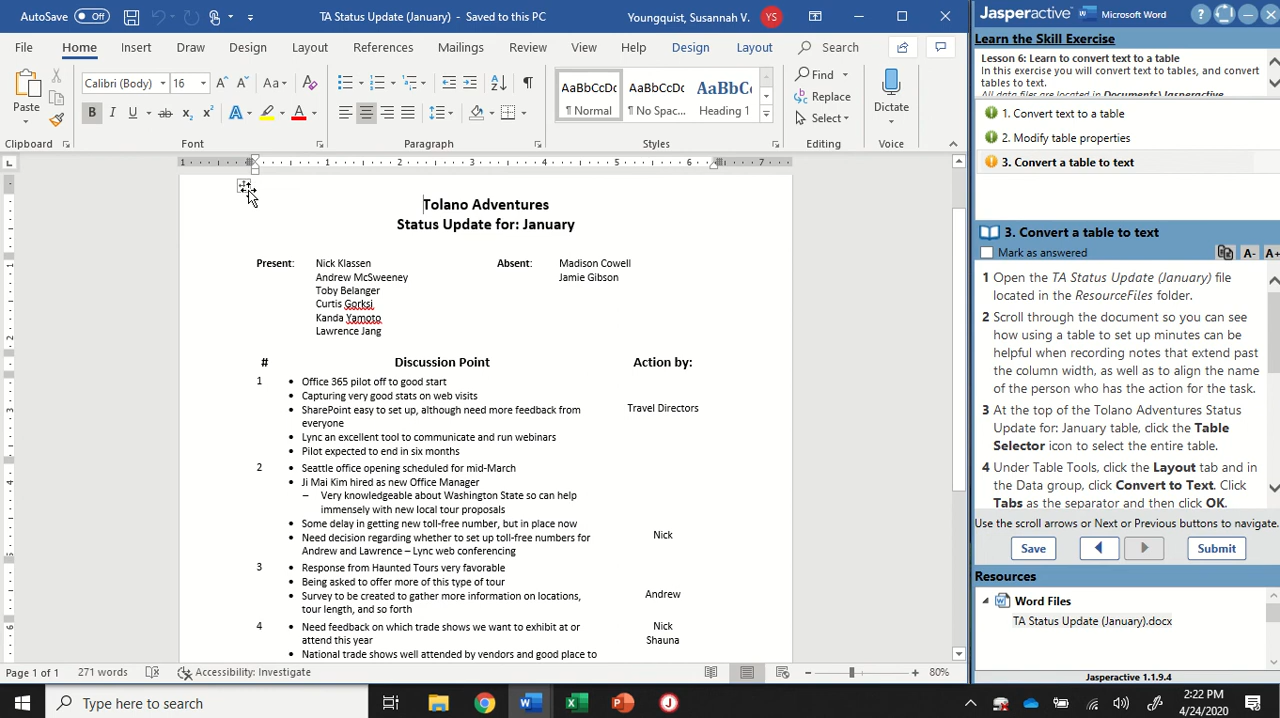 AutoSave Off TA Status Update (January) - Saved to this PC Youngquist, Susannah V. YS
File Home Insert Draw Design Layout References Mailings Review View Help Design Layout Search
Paste
Calibri (Body) 16 A A Aa A
B I U ab x₂ x² A A
Clipboard Font Paragraph Styles Editing Voice
AaBbCcDc AaBbCcDc AaBbCc
¶ Normal ¶ No Spac... Heading 1
Find
Replace
Select
Dictate
1 1 2 3 4 5 6 7
Tolano Adventures
Status Update for: January
Present: Nick Klassen Absent: Madison Cowell
Andrew McSweeney Jamie Gibson
Toby Belanger
Curtis Gorksi
Kanda Yamoto
Lawrence Jang
# Discussion Point Action by:
1 • Office 365 pilot off to good start
• Capturing very good stats on web visits
• SharePoint easy to set up, although need more feedback from Travel Directors
everyone
• Lync an excellent tool to communicate and run webinars
• Pilot expected to end in six months
2 • Seattle office opening scheduled for mid-March
• Ji Mai Kim hired as new Office Manager
– Very knowledgeable about Washington State so can help
immensely with new local tour proposals
• Some delay in getting new toll-free number, but in place now
• Need decision regarding whether to set up toll-free numbers for Nick
Andrew and Lawrence – Lync web conferencing
3 • Response from Haunted Tours very favorable
• Being asked to offer more of this type of tour
• Survey to be created to gather more information on locations, Andrew
tour length, and so forth
4 • Need feedback on which trade shows we want to exhibit at or Nick
attend this year Shauna
• National trade shows well attended by vendors and good place to
Page 1 of 1 271 words Accessibility: Investigate 80%
Jasperactive Microsoft Word
Learn the Skill Exercise
Lesson 6: Learn to convert text to a table
In this exercise you will convert text to tables, and convert
tables to text.
All data files are located in Documents\Jasperactive
1. Convert text to a table
2. Modify table properties
3. Convert a table to text
3. Convert a table to text
Mark as answered A- A+
1 Open the TA Status Update (January) file
located in the ResourceFiles folder.
2 Scroll through the document so you can see
how using a table to set up minutes can be
helpful when recording notes that extend past
the column width, as well as to align the name
of the person who has the action for the task.
3 At the top of the Tolano Adventures Status
Update for: January table, click the Table
Selector icon to select the entire table.
4 Under Table Tools, click the Layout tab and in
the Data group, click Convert to Text. Click
Tabs as the separator and then click OK.
Use the scroll arrows or Next or Previous buttons to navigate.
Save Submit
Resources
Word Files
TA Status Update (January).docx
Jasperactive 1.1.9.4
Type here to search
2:22 PM
4/24/2020